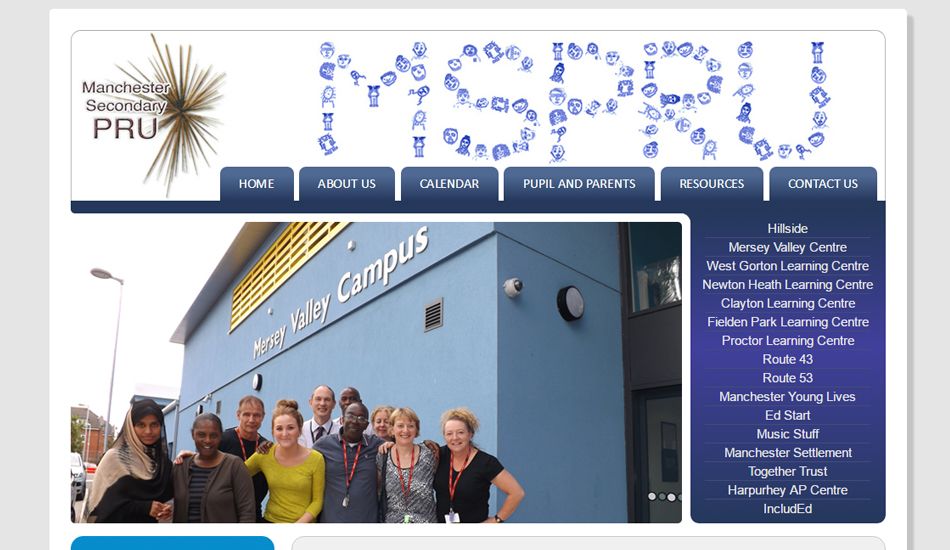 Manchester
Secondary
PRU
MSPRU
HOME
ABOUT US
CALENDAR
PUPIL AND PARENTS
RESOURCES
CONTACT US
Mersey Valley Campus
Hillside
Mersey Valley Centre
West Gorton Learning Centre
Newton Heath Learning Centre
Clayton Learning Centre
Fielden Park Learning Centre
Proctor Learning Centre
Route 43
Route 53
Manchester Young Lives
Ed Start
Music Stuff
Manchester Settlement
Together Trust
Harpurhey AP Centre
IncludEd